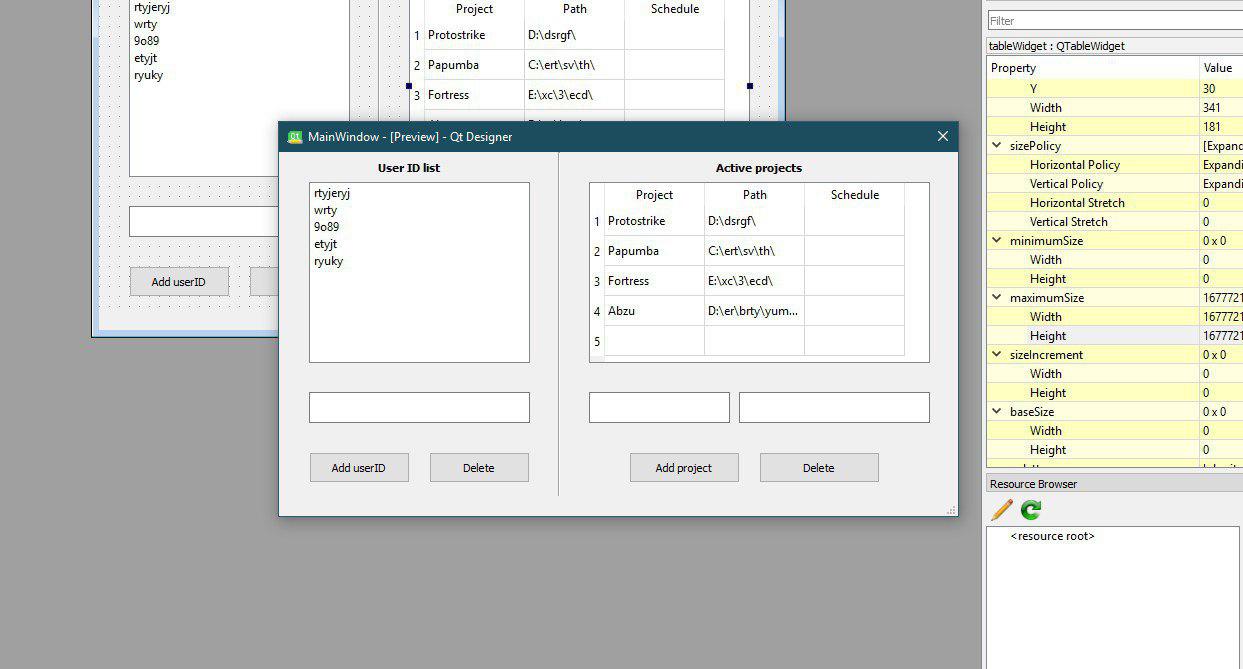 rtyjeryj
wrty
9o89
etyjt
ryuky
Add userID
Project Path Schedule
1 Protostrike D:\dsrgf\
2 Papumba C:\ert\sv\th\
3 Fortress E:\xc\3\ecd\
MainWindow - [Preview] - Qt Designer
User ID list
rtyjeryj
wrty
9o89
etyjt
ryuky
Add userID Delete
Active projects
Project Path Schedule
1 Protostrike D:\dsrgf\
2 Papumba C:\ert\sv\th\
3 Fortress E:\xc\3\ecd\
4 Abzu D:\er\brty\yum...
5
Add project Delete
Filter
tableWidget : QTableWidget
Property Value
Y 30
Width 341
Height 181
sizePolicy [Expand
Horizontal Policy Expandi
Vertical Policy Expandi
Horizontal Stretch 0
Vertical Stretch 0
minimumSize 0 x 0
Width 0
Height 0
maximumSize 1677721
Width 1677721
Height 1677721
sizeIncrement 0 x 0
Width 0
Height 0
baseSize 0 x 0
Width 0
Height 0
Resource Browser
<resource root>